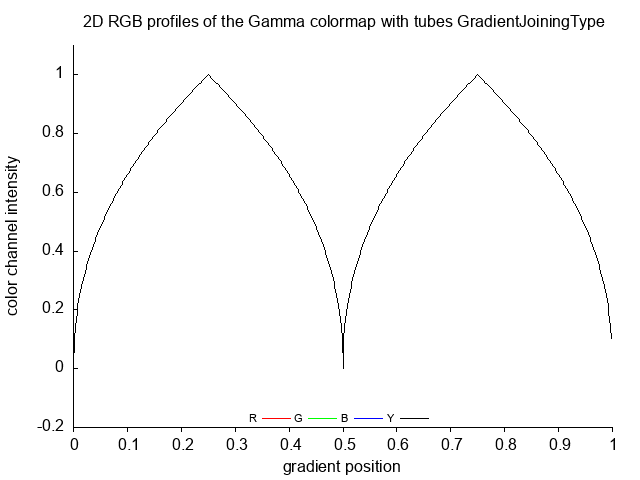 2D RGB profiles of the Gamma colormap with tubes GradientJoiningType
1
0.8
0.6
0.4
0.2
0
-0.2
color channel intensity
R G B Y
0 0.1 0.2 0.3 0.4 0.5 0.6 0.7 0.8 0.9 1
gradient position